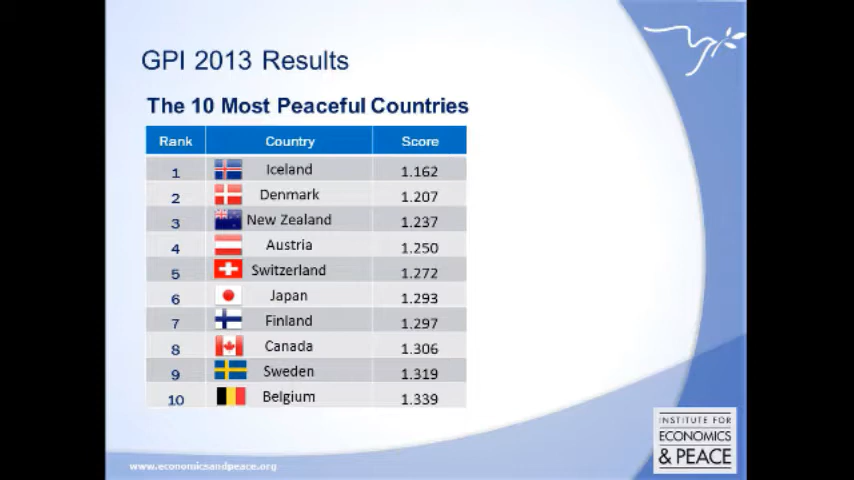 GPI 2013 Results
The 10 Most Peaceful Countries
Rank Country Score
1 Iceland 1.162
2 Denmark 1.207
3 New Zealand 1.237
4 Austria 1.250
5 Switzerland 1.272
6 Japan 1.293
7 Finland 1.297
8 Canada 1.306
9 Sweden 1.319
10 Belgium 1.339
www.economicsandpeace.org
INSTITUTE FOR
ECONOMICS
& PEACE